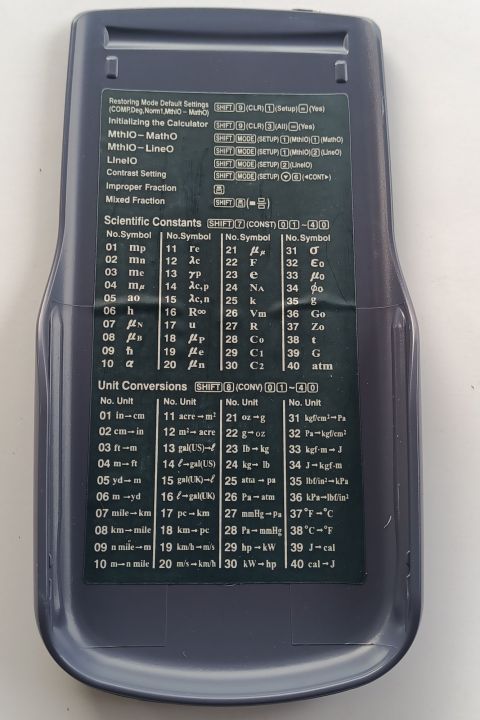 Restoring Mode Default Settings
(COMP,Deg,Norm1,MthIO – MathO) SHIFT 9 (CLR) 1 (Setup) = (Yes)
Initializing the Calculator SHIFT 9 (CLR) 3 (All) = (Yes)
MthIO – MathO SHIFT MODE (SETUP) 1 (MthIO) 1 (MathO)
MthIO – LineO SHIFT MODE (SETUP) 1 (MthIO) 2 (LineO)
LineIO SHIFT MODE (SETUP) 2 (LineIO)
Contrast Setting SHIFT MODE (SETUP) ▼ 6 (◄CONT►)
Improper Fraction
Mixed Fraction SHIFT
Scientific Constants SHIFT 7 (CONST) 0 1 ~ 4 0
No. Symbol No. Symbol No. Symbol No. Symbol
01 mp 11 re 21 μμ 31 σ
02 mn 12 λc 22 F 32 ε0
03 me 13 γp 23 e 33 μ0
04 mμ 14 λc,p 24 NA 34 ϕ0
05 a0 15 λc,n 25 k 35 g
06 h 16 R∞ 26 Vm 36 G0
07 μN 17 u 27 R 37 Z0
08 μB 18 μp 28 C0 38 t
09 ħ 19 μe 29 C1 39 G
10 α 20 μn 30 C2 40 atm
Unit Conversions SHIFT 8 (CONV) 0 1 ~ 4 0
No. Unit No. Unit No. Unit No. Unit
01 in→cm 11 acre→m² 21 oz→g 31 kgf/cm²→Pa
02 cm→in 12 m²→acre 22 g→oz 32 Pa→kgf/cm²
03 ft→m 13 gal(US)→ℓ 23 lb→kg 33 kgf·m→J
04 m→ft 14 ℓ→gal(US) 24 kg→lb 34 J→kgf·m
05 yd→m 15 gal(UK)→ℓ 25 atta→pa 35 lbf/in²→kPa
06 m→yd 16 ℓ→gal(UK) 26 Pa→atm 36 kPa→lbf/in²
07 mile→km 17 pc→km 27 mmHg→pa 37 °F→°C
08 km→mile 18 km→pc 28 Pa→mmHg 38 °C→°F
09 n mile→m 19 km/h→m/s 29 hp→kW 39 J→cal
10 m→n mile 20 m/s→km/h 30 kW→hp 40 cal→J